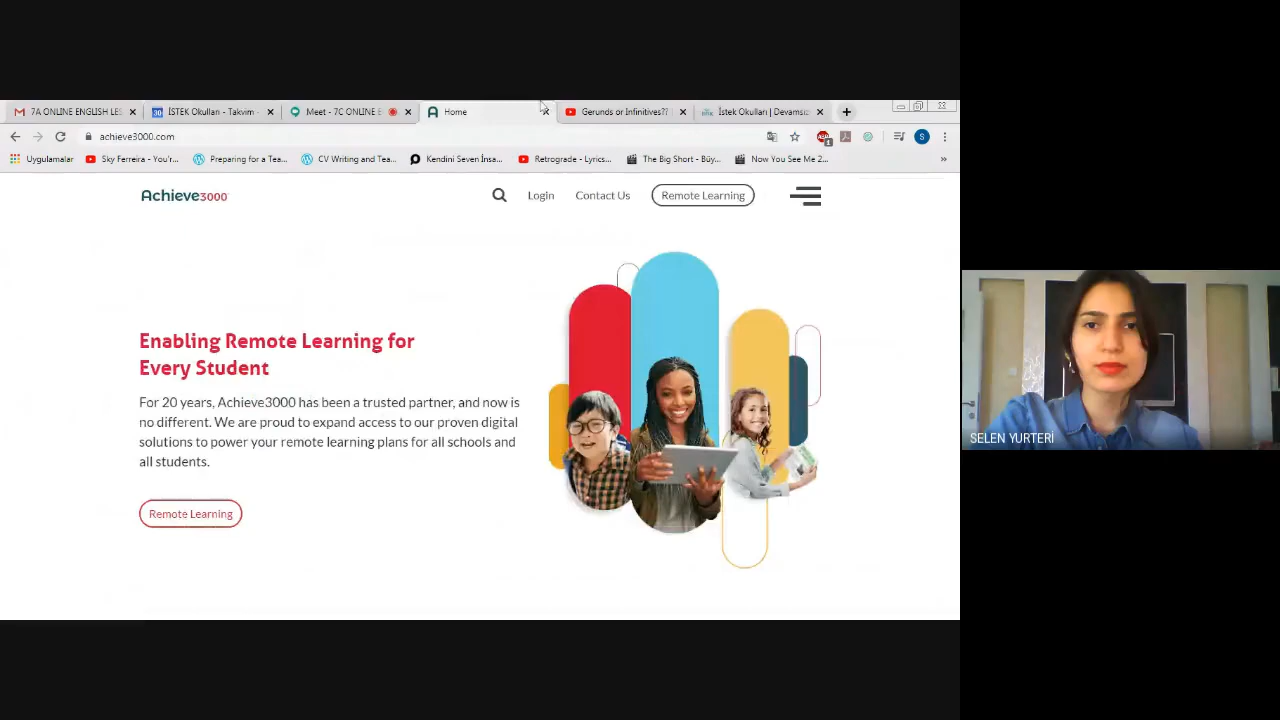 7A ONLINE ENGLISH LES
İSTEK Okulları - Takvim -
Meet - 7C ONLINE E
Home
Gerunds or Infinitives??
İstek Okulları | Devamsız
achieve3000.com
Uygulamalar
Sky Ferreira - You'r...
Preparing for a Tea...
CV Writing and Tea...
Kendini Seven İnsa...
Retrograde - Lyrics...
The Big Short - Büy...
Now You See Me 2...
Achieve3000
Login
Contact Us
Remote Learning
Enabling Remote Learning for
Every Student
For 20 years, Achieve3000 has been a trusted partner, and now is
no different. We are proud to expand access to our proven digital
solutions to power your remote learning plans for all schools and
all students.
Remote Learning
SELEN YURTERİ